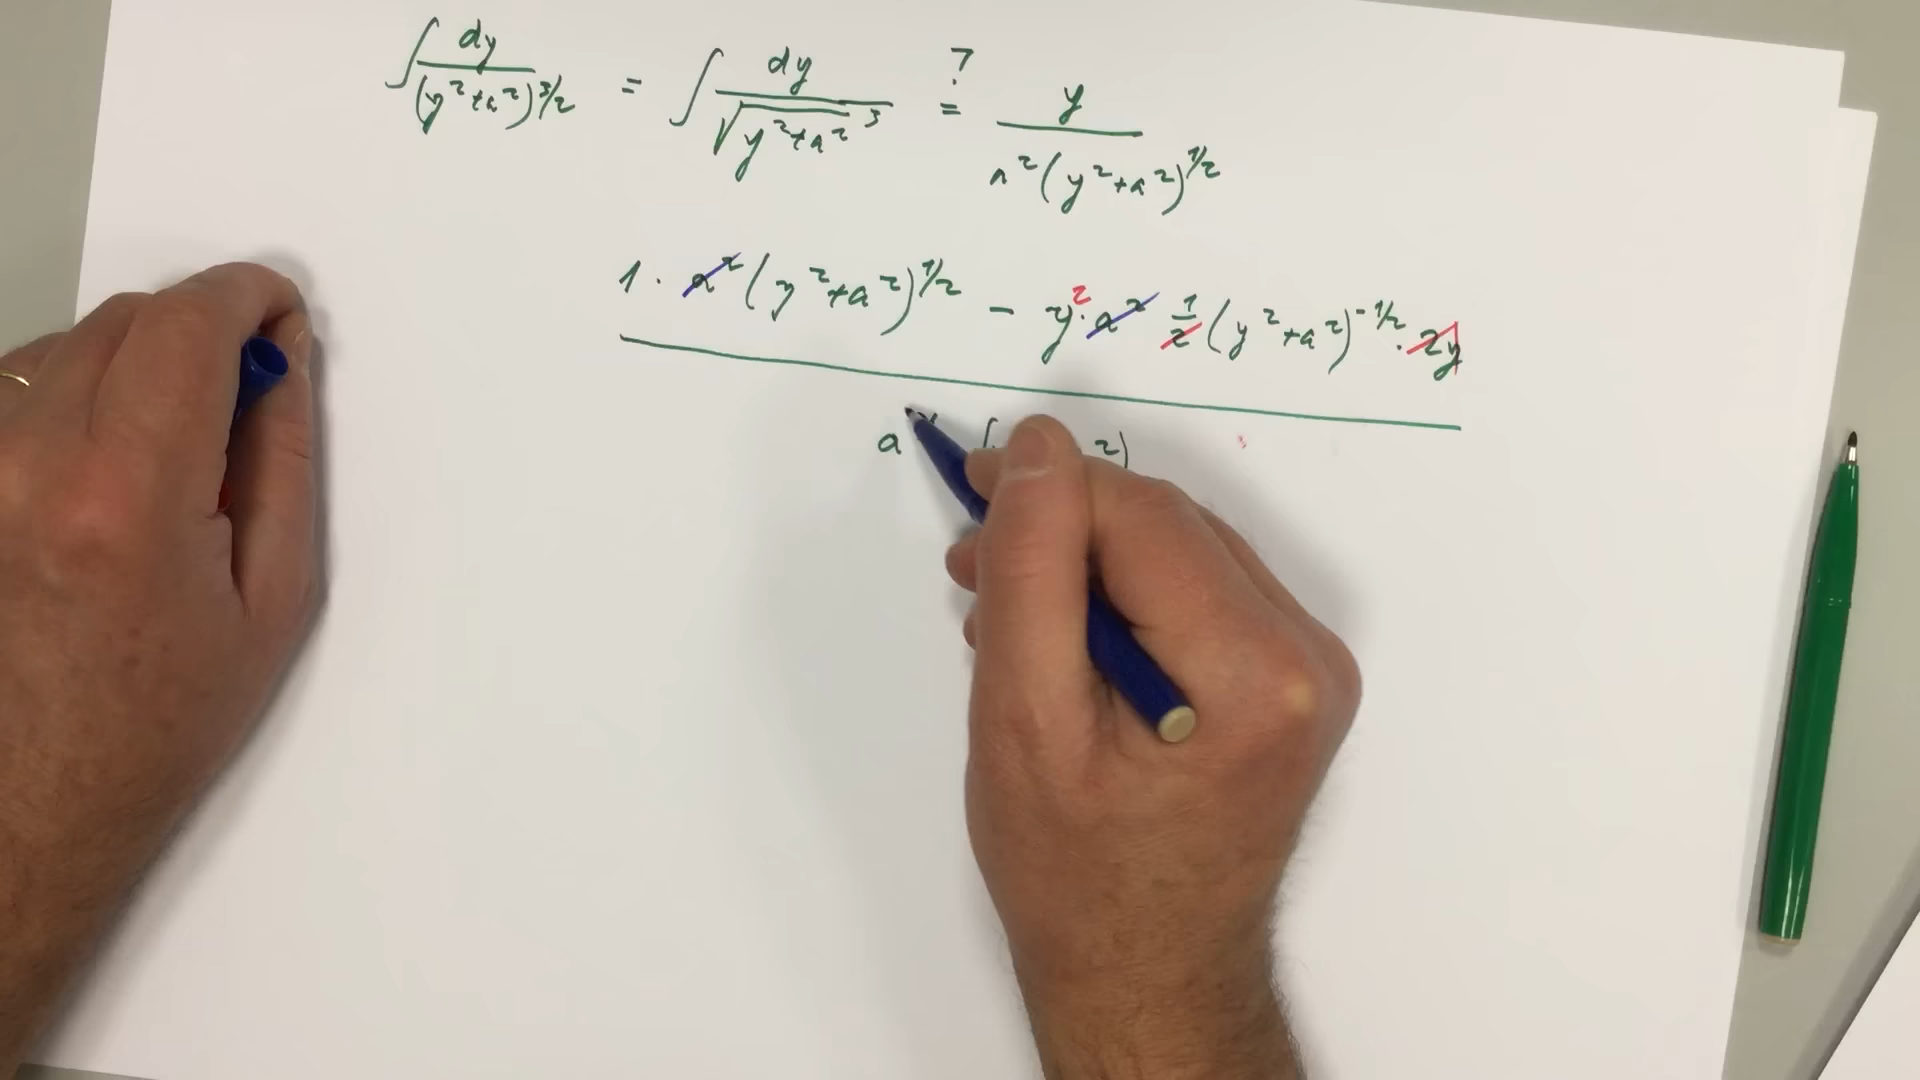 ∫ dy / (y²+a²)^3/2 = ∫ dy / √(y²+a²)³ ?= y / a²(y²+a²)^1/2
1 · a² (y²+a²)^1/2 − y² · a² 1/2 (y²+a²)^-1/2 · 2y
a